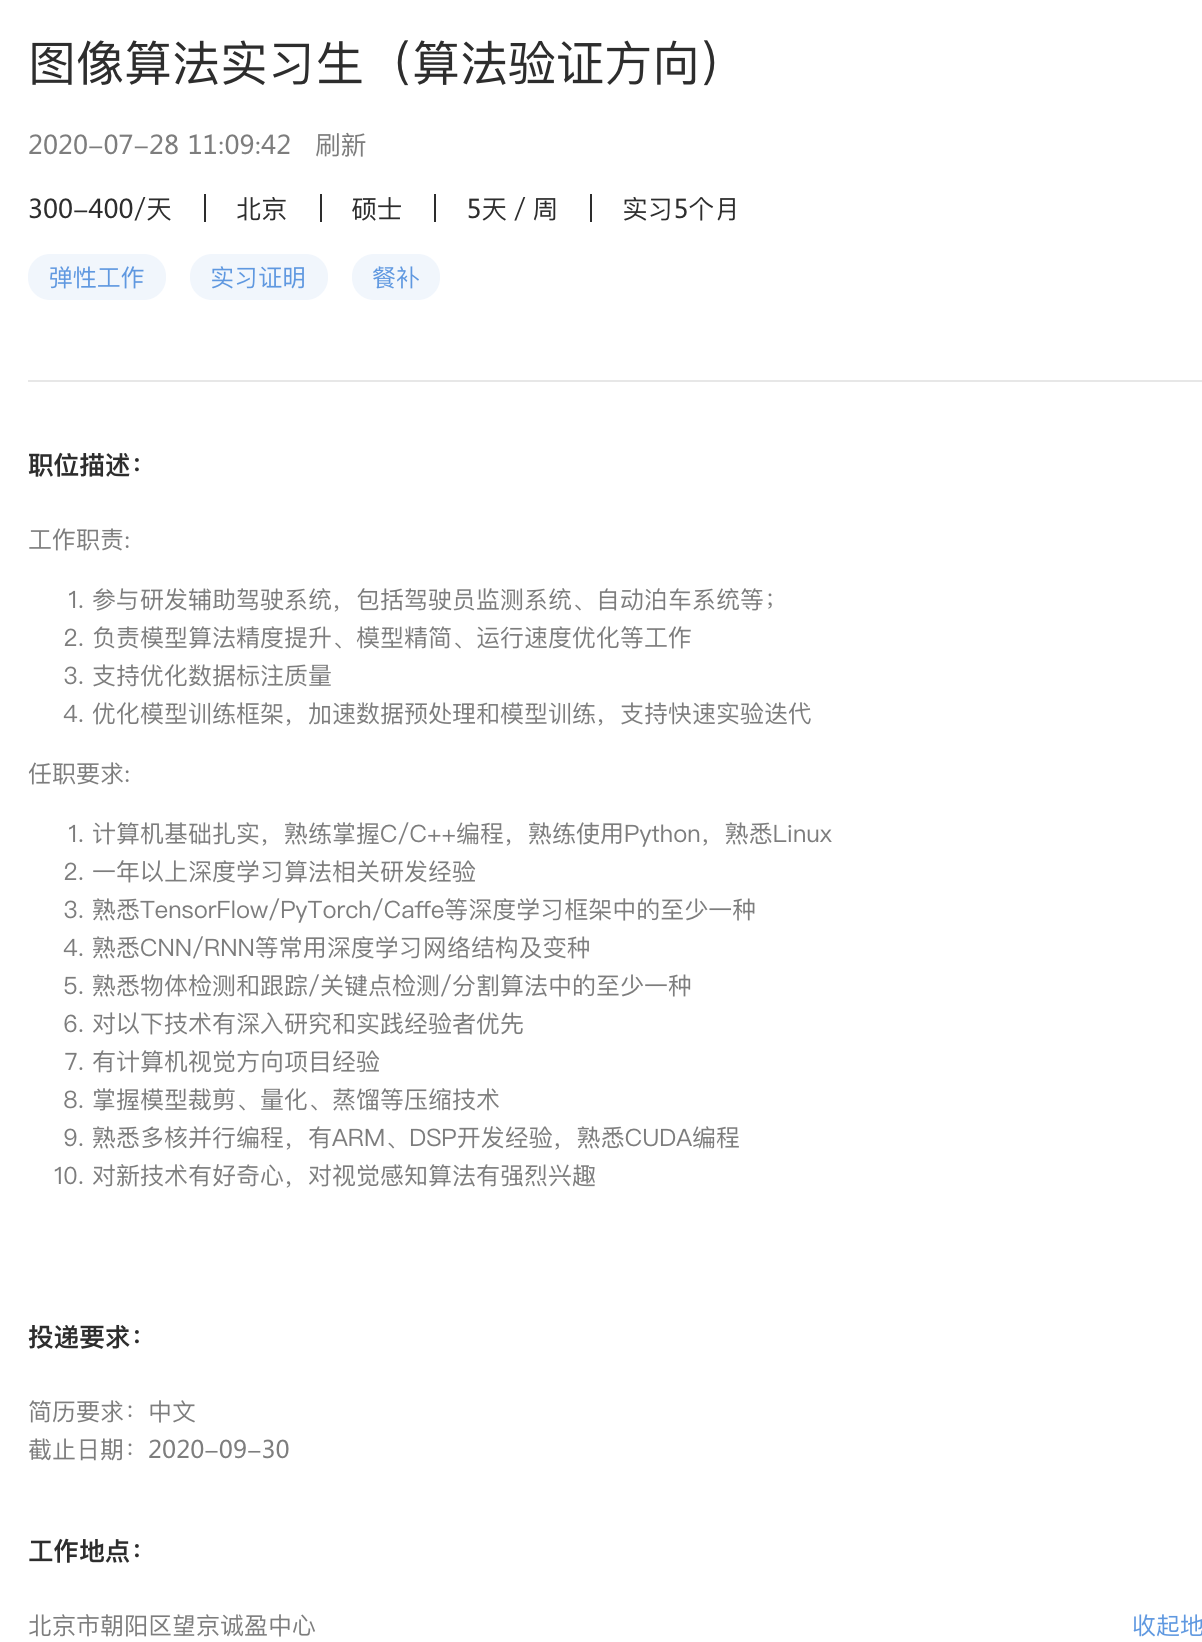 图像算法实习生（算法验证方向）
2020-07-28 11:09:42 刷新
300-400/天 | 北京 | 硕士 | 5天 / 周 | 实习5个月
弹性工作 实习证明 餐补
职位描述：
工作职责:
1. 参与研发辅助驾驶系统，包括驾驶员监测系统、自动泊车系统等；
2. 负责模型算法精度提升、模型精简、运行速度优化等工作
3. 支持优化数据标注质量
4. 优化模型训练框架，加速数据预处理和模型训练，支持快速实验迭代
任职要求:
1. 计算机基础扎实，熟练掌握C/C++编程，熟练使用Python，熟悉Linux
2. 一年以上深度学习算法相关研发经验
3. 熟悉TensorFlow/PyTorch/Caffe等深度学习框架中的至少一种
4. 熟悉CNN/RNN等常用深度学习网络结构及变种
5. 熟悉物体检测和跟踪/关键点检测/分割算法中的至少一种
6. 对以下技术有深入研究和实践经验者优先
7. 有计算机视觉方向项目经验
8. 掌握模型裁剪、量化、蒸馏等压缩技术
9. 熟悉多核并行编程，有ARM、DSP开发经验，熟悉CUDA编程
10. 对新技术有好奇心，对视觉感知算法有强烈兴趣
投递要求：
简历要求：中文
截止日期：2020-09-30
工作地点：
北京市朝阳区望京诚盈中心 收起地